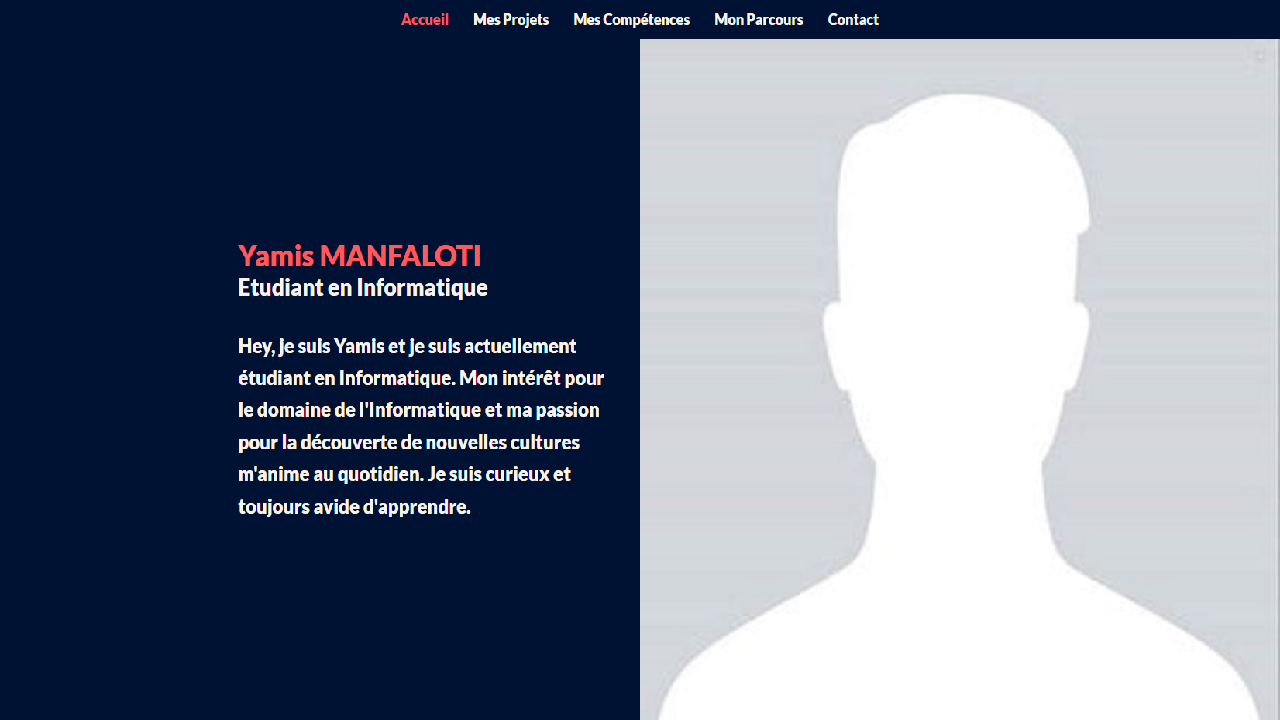 Accueil Mes Projets Mes Compétences Mon Parcours Contact
Yamis MANFALOTI
Etudiant en Informatique
Hey, je suis Yamis et je suis actuellement
étudiant en Informatique. Mon intérêt pour
le domaine de l'Informatique et ma passion
pour la découverte de nouvelles cultures
m'anime au quotidien. Je suis curieux et
toujours avide d'apprendre.